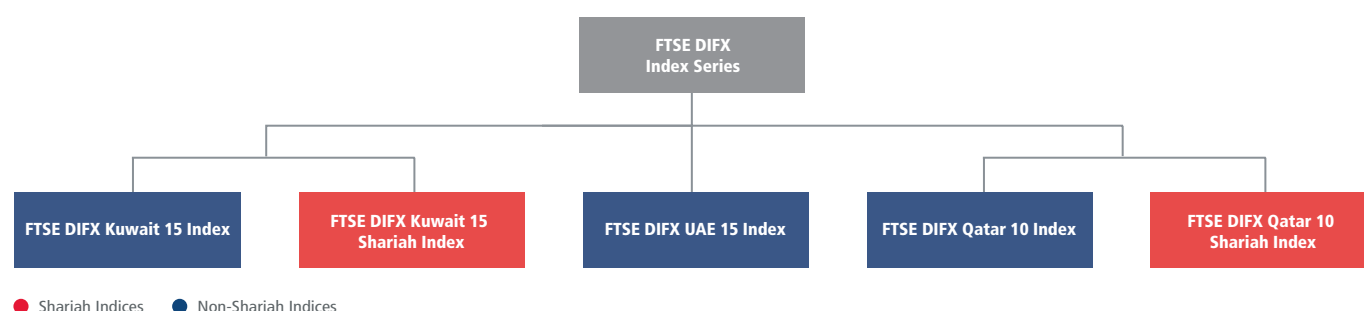 FTSE DIFX
Index Series
FTSE DIFX Kuwait 15 Index
FTSE DIFX Kuwait 15
Shariah Index
FTSE DIFX UAE 15 Index
FTSE DIFX Qatar 10 Index
FTSE DIFX Qatar 10
Shariah Index
Shariah Indices
Non-Shariah Indices